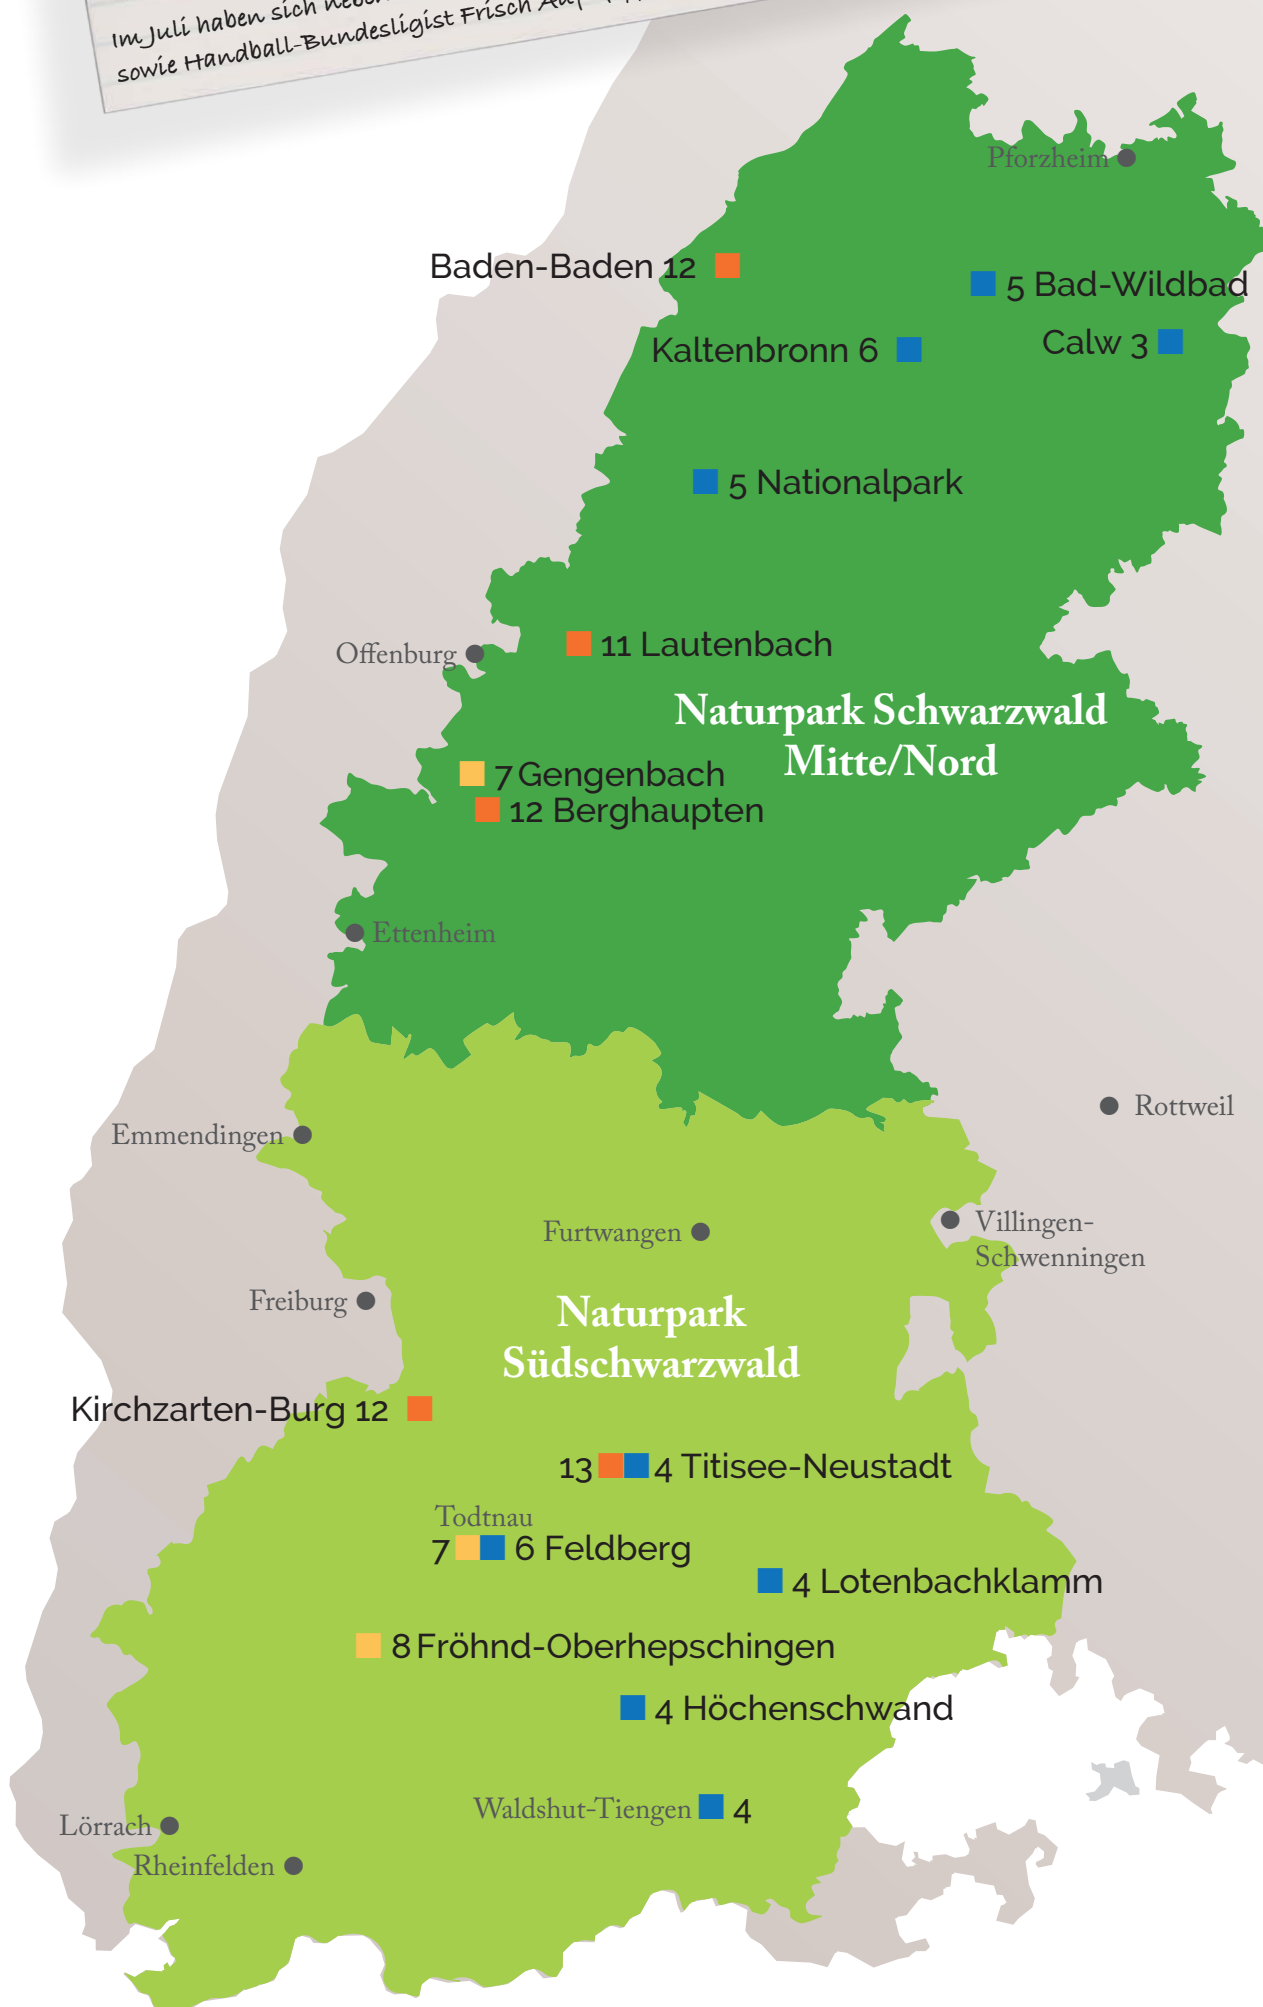 Im Juli haben sich
sowie Handball-Bundesligist Frisch Auf
Pforzheim
Baden-Baden 12
5 Bad-Wildbad
Calw 3
Kaltenbronn 6
5 Nationalpark
11 Lautenbach
Offenburg
Naturpark Schwarzwald
Mitte/Nord
7 Gengenbach
12 Berghaupten
Ettenheim
Rottweil
Emmendingen
Villingen-
Schwenningen
Furtwangen
Freiburg
Naturpark
Südschwarzwald
Kirchzarten-Burg 12
13 4 Titisee-Neustadt
Todtnau
7 6 Feldberg
4 Lotenbachklamm
8 Fröhnd-Oberhepschingen
4 Höchenschwand
Waldshut-Tiengen 4
Lörrach
Rheinfelden